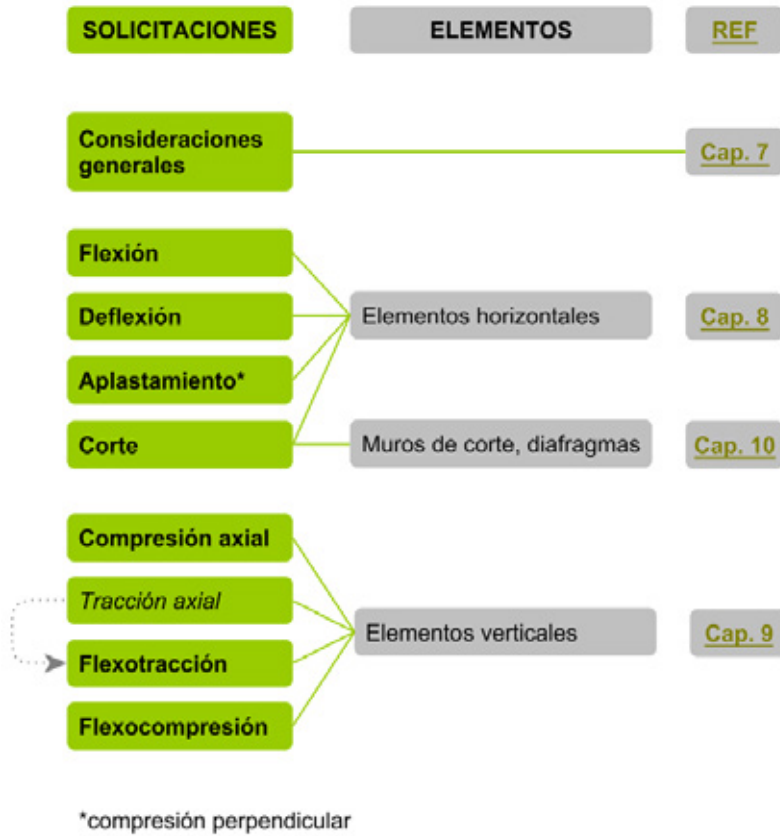 SOLICITACIONES ELEMENTOS REF
Consideraciones
generales
Cap. 7
Flexión
Deflexión Elementos horizontales Cap. 8
Aplastamiento*
Corte Muros de corte, diafragmas Cap. 10
Compresión axial
Tracción axial
Elementos verticales Cap. 9
Flexotracción
Flexocompresión
*compresión perpendicular